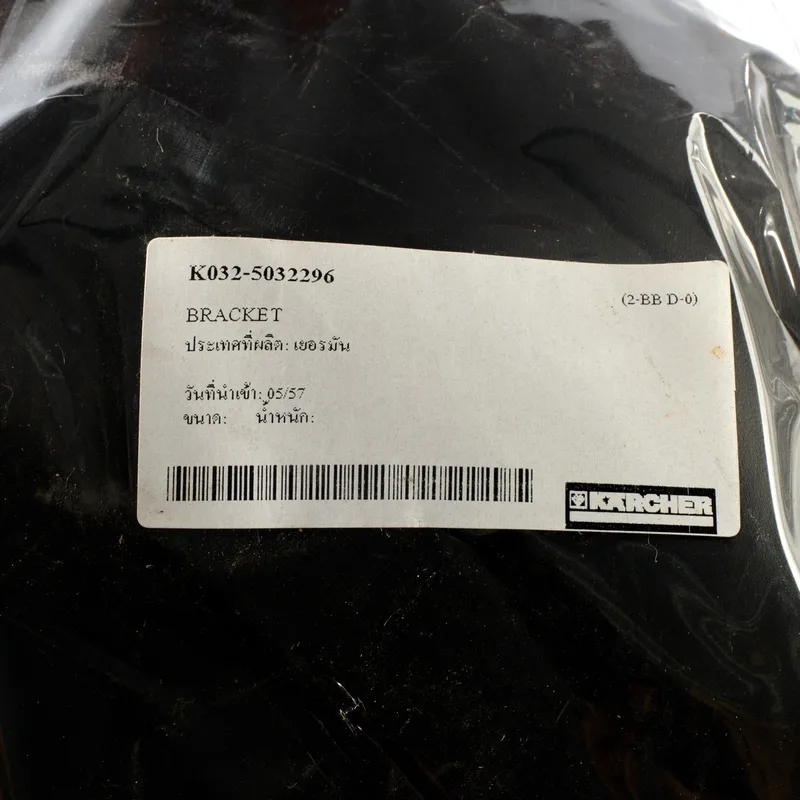 K032-5032296
(2-BB D-0)
BRACKET
ประเทศที่ผลิต: เยอรมัน
วันที่นำเข้า: 05/57
ขนาด: น้ำหนัก:
KÄRCHER